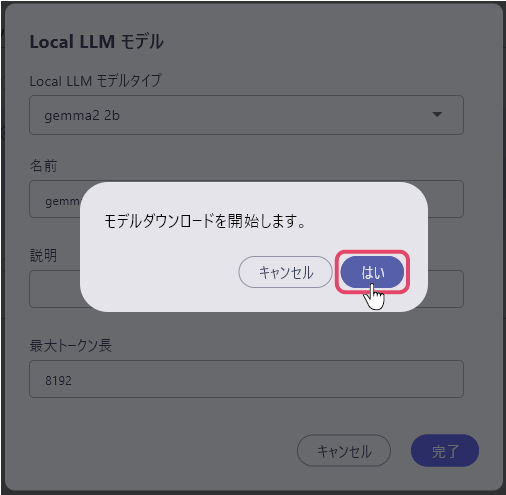 Local LLM モデル
Local LLM モデルタイプ
gemma2 2b
名前
gemm
モデルダウンロードを開始します。
説明
キャンセル
はい
最大トークン長
8192
キャンセル
完了